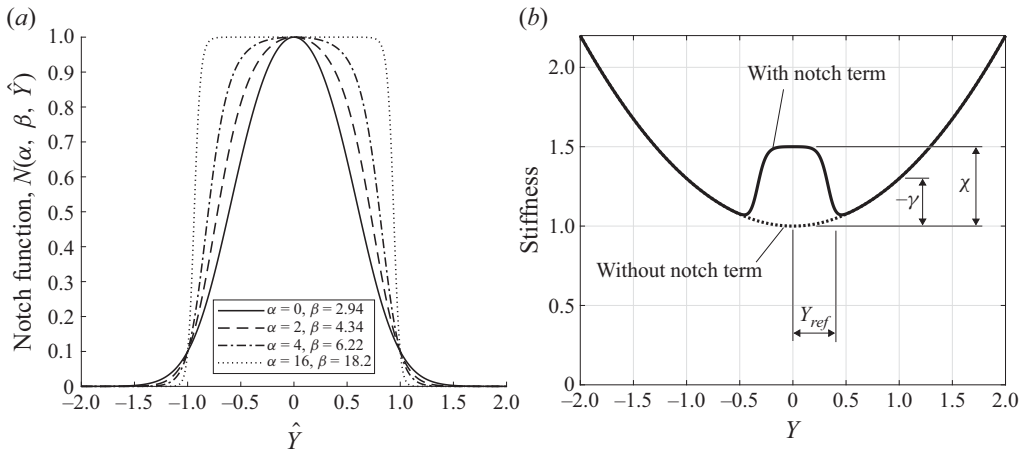 (a)
Notch function, N(α, β, Ŷ)
1.0
0.9
0.8
0.7
0.6
0.5
0.4
0.3
0.2
0.1
0
α = 0, β = 2.94
α = 2, β = 4.34
α = 4, β = 6.22
α = 16, β = 18.2
−2.0 −1.5 −1.0 −0.5 0 0.5 1.0 1.5 2.0
Ŷ
(b)
Stiffness
2.0
1.5
1.0
0.5
0
With notch term
Without notch term
−γ
χ
Y_ref
−2.0 −1.5 −1.0 −0.5 0 0.5 1.0 1.5 2.0
Y